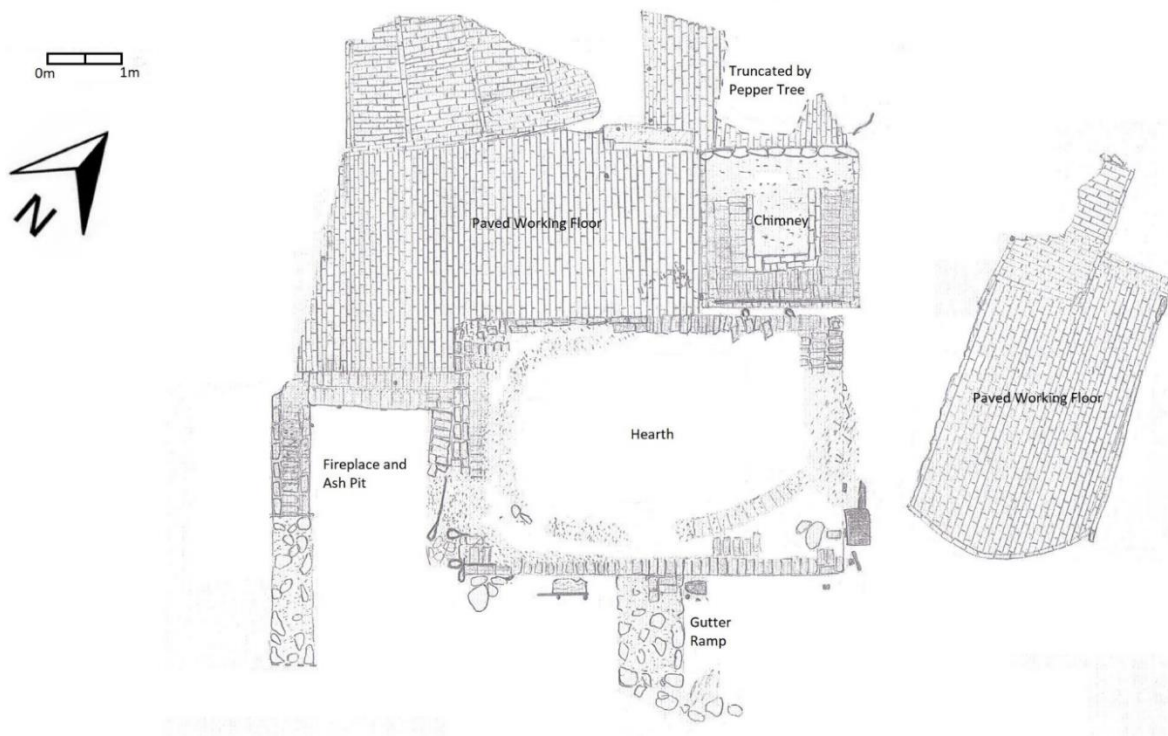 0m 1m
N
Truncated by
Pepper Tree
Paved Working Floor
Chimney
Paved Working Floor
Hearth
Fireplace and
Ash Pit
Gutter
Ramp